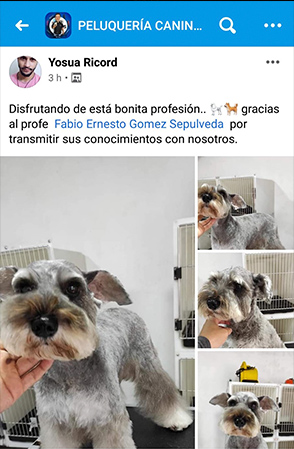 PELUQUERÍA CANIN...
Yosua Ricord
3 h •
Disfrutando de está bonita profesión.. 🐩🐕 gracias
al profe Fabio Ernesto Gomez Sepulveda por
transmitir sus conocimientos con nosotros.